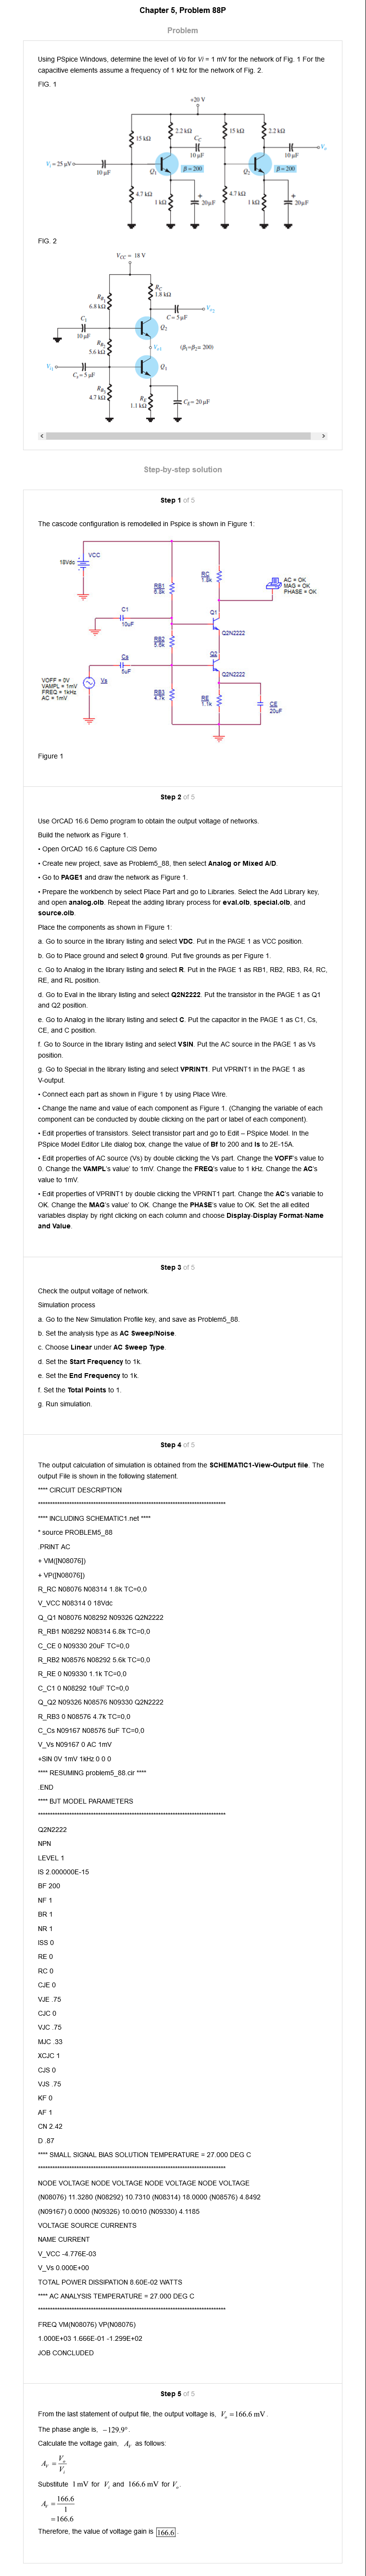 Chapter 5, Problem 88P
Problem
Using PSpice Windows, determine the level of Vo for Vi = 1 mV for the network of Fig. 1 For the
capacitive elements assume a frequency of 1 kHz for the network of Fig. 2.
FIG. 1
+20 V
15 kΩ
2.2 kΩ
CC
10 μF
15 kΩ
2.2 kΩ
10 μF
Vo
Vi = 25 μV
10 μF
Q1
β = 200
Q2
β = 200
4.7 kΩ
1 kΩ
+
20 μF
4.7 kΩ
1 kΩ
+
20 μF
FIG. 2
VCC = 18 V
RB1
6.8 kΩ
RC
1.8 kΩ
C = 5 μF
Vo2
C1
10 μF
Q2
RB2
5.6 kΩ
Vo1
(β1 = β2 = 200)
Vi1
Cs = 5 μF
Q1
RB3
4.7 kΩ
RE
1.1 kΩ
CE = 20 μF
Step-by-step solution
Step 1 of 5
The cascode configuration is remodelled in Pspice is shown in Figure 1:
18Vdc
VCC
RB1
6.8k
RC
1.8k
AC = OK
MAG = OK
PHASE = OK
C1
10uF
Q1
Q2N2222
RB2
5.6k
Q2
Q2N2222
Cs
5uF
VOFF = 0V
VAMPL = 1mV
FREQ = 1kHz
AC = 1mV
Vs
RB3
4.7k
RE
1.1k
CE
20uF
Figure 1
Step 2 of 5
Use OrCAD 16.6 Demo program to obtain the output voltage of networks.
Build the network as Figure 1.
• Open OrCAD 16.6 Capture CIS Demo
• Create new project, save as Problem5_88, then select Analog or Mixed A/D.
• Go to PAGE1 and draw the network as Figure 1.
• Prepare the workbench by select Place Part and go to Libraries. Select the Add Library key,
and open analog.olb. Repeat the adding library process for eval.olb, special.olb, and
source.olb.
Place the components as shown in Figure 1:
a. Go to source in the library listing and select VDC. Put in the PAGE 1 as VCC position.
b. Go to Place ground and select 0 ground. Put five grounds as per Figure 1.
c. Go to Analog in the library listing and select R. Put in the PAGE 1 as RB1, RB2, RB3, R4, RC,
RE, and RL position.
d. Go to Eval in the library listing and select Q2N2222. Put the transistor in the PAGE 1 as Q1
and Q2 position.
e. Go to Analog in the library listing and select C. Put the capacitor in the PAGE 1 as C1, Cs,
CE, and C position.
f. Go to Source in the library listing and select VSIN. Put the AC source in the PAGE 1 as Vs
position.
g. Go to Special in the library listing and select VPRINT1. Put VPRINT1 in the PAGE 1 as
V-output.
• Connect each part as shown in Figure 1 by using Place Wire.
• Change the name and value of each component as Figure 1. (Changing the variable of each
component can be conducting by double clicking on the part or label of each component).
• Edit properties of transistors. Select transistor part and go to Edit – PSpice Model. In the
PSpice Model Editor Lite dialog box, change the value of Bf to 200 and Is to 2E-15A.
• Edit properties of AC source (Vs) by double clicking the Vs part. Change the VOFF's value to
0. Change the VAMPL's value' to 1mV. Change the FREQ's value to 1 kHz. Change the AC's
value to 1mV.
• Edit properties of VPRINT1 by double clicking the VPRINT1 part. Change the AC's variable to
OK. Change the MAG's value' to OK. Change the PHASE's value to OK. Set the all edited
variables display by right clicking on each column and choose Display-Display Format-Name
and Value.
Step 3 of 5
Check the output voltage of network.
Simulation process
a. Go to the New Simulation Profile key, and save as Problem5_88.
b. Set the analysis type as AC Sweep/Noise.
c. Choose Linear under AC Sweep Type.
d. Set the Start Frequency to 1k.
e. Set the End Frequency to 1k.
f. Set the Total Points to 1.
g. Run simulation.
Step 4 of 5
The output calculation of simulation is obtained from the SCHEMATIC1-View-Output file. The
output File is shown in the following statement.
**** CIRCUIT DESCRIPTION
******************************************************************************
**** INCLUDING SCHEMATIC1.net ****
* source PROBLEM5_88
.PRINT AC
+ VM([N08076])
+ VP([N08076])
R_RC N08076 N08314 1.8k TC=0,0
V_VCC N08314 0 18Vdc
Q_Q1 N08076 N08292 N09326 Q2N2222
R_RB1 N08292 N08314 6.8k TC=0,0
C_CE 0 N09330 20uF TC=0,0
R_RB2 N08576 N08292 5.6k TC=0,0
R_RE 0 N09330 1.1k TC=0,0
C_C1 0 N08292 10uF TC=0,0
Q_Q2 N09326 N08576 N09330 Q2N2222
R_RB3 0 N08576 4.7k TC=0,0
C_Cs N09167 N08576 5uF TC=0,0
V_Vs N09167 0 AC 1mV
+SIN 0V 1mV 1kHz 0 0 0
**** RESUMING problem5_88.cir ****
.END
**** BJT MODEL PARAMETERS
******************************************************************************
Q2N2222
NPN
LEVEL 1
IS 2.000000E-15
BF 200
NF 1
BR 1
NR 1
ISS 0
RE 0
RC 0
CJE 0
VJE .75
CJC 0
VJC .75
MJC .33
XCJC 1
CJS 0
VJS .75
KF 0
AF 1
CN 2.42
D .87
**** SMALL SIGNAL BIAS SOLUTION TEMPERATURE = 27.000 DEG C
******************************************************************************
NODE VOLTAGE NODE VOLTAGE NODE VOLTAGE NODE VOLTAGE
(N08076) 11.3280 (N08292) 10.7310 (N08314) 18.0000 (N08576) 4.8492
(N09167) 0.0000 (N09326) 10.0010 (N09330) 4.1185
VOLTAGE SOURCE CURRENTS
NAME CURRENT
V_VCC -4.776E-03
V_Vs 0.000E+00
TOTAL POWER DISSIPATION 8.60E-02 WATTS
**** AC ANALYSIS TEMPERATURE = 27.000 DEG C
******************************************************************************
FREQ VM(N08076) VP(N08076)
1.000E+03 1.666E-01 -1.299E+02
JOB CONCLUDED
Step 5 of 5
From the last statement of output file, the output voltage is, Vo = 166.6 mV.
The phase angle is, −129.9°.
Calculate the voltage gain, AV as follows:
AV = Vo / Vi
Substitute 1 mV for Vi and 166.6 mV for Vo.
AV = 166.6 / 1
= 166.6
Therefore, the value of voltage gain is 166.6.